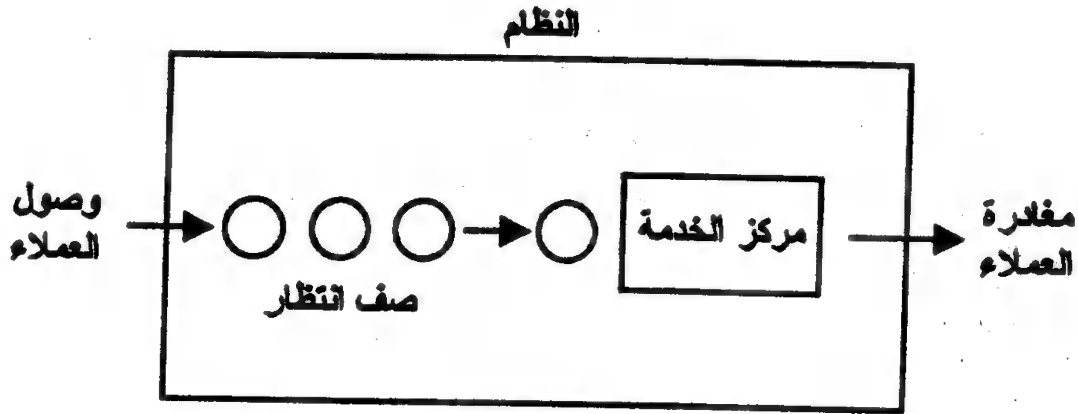 النظام
وصول
العملاء
صف انتظار
مركز الخدمة
مغادرة
العملاء